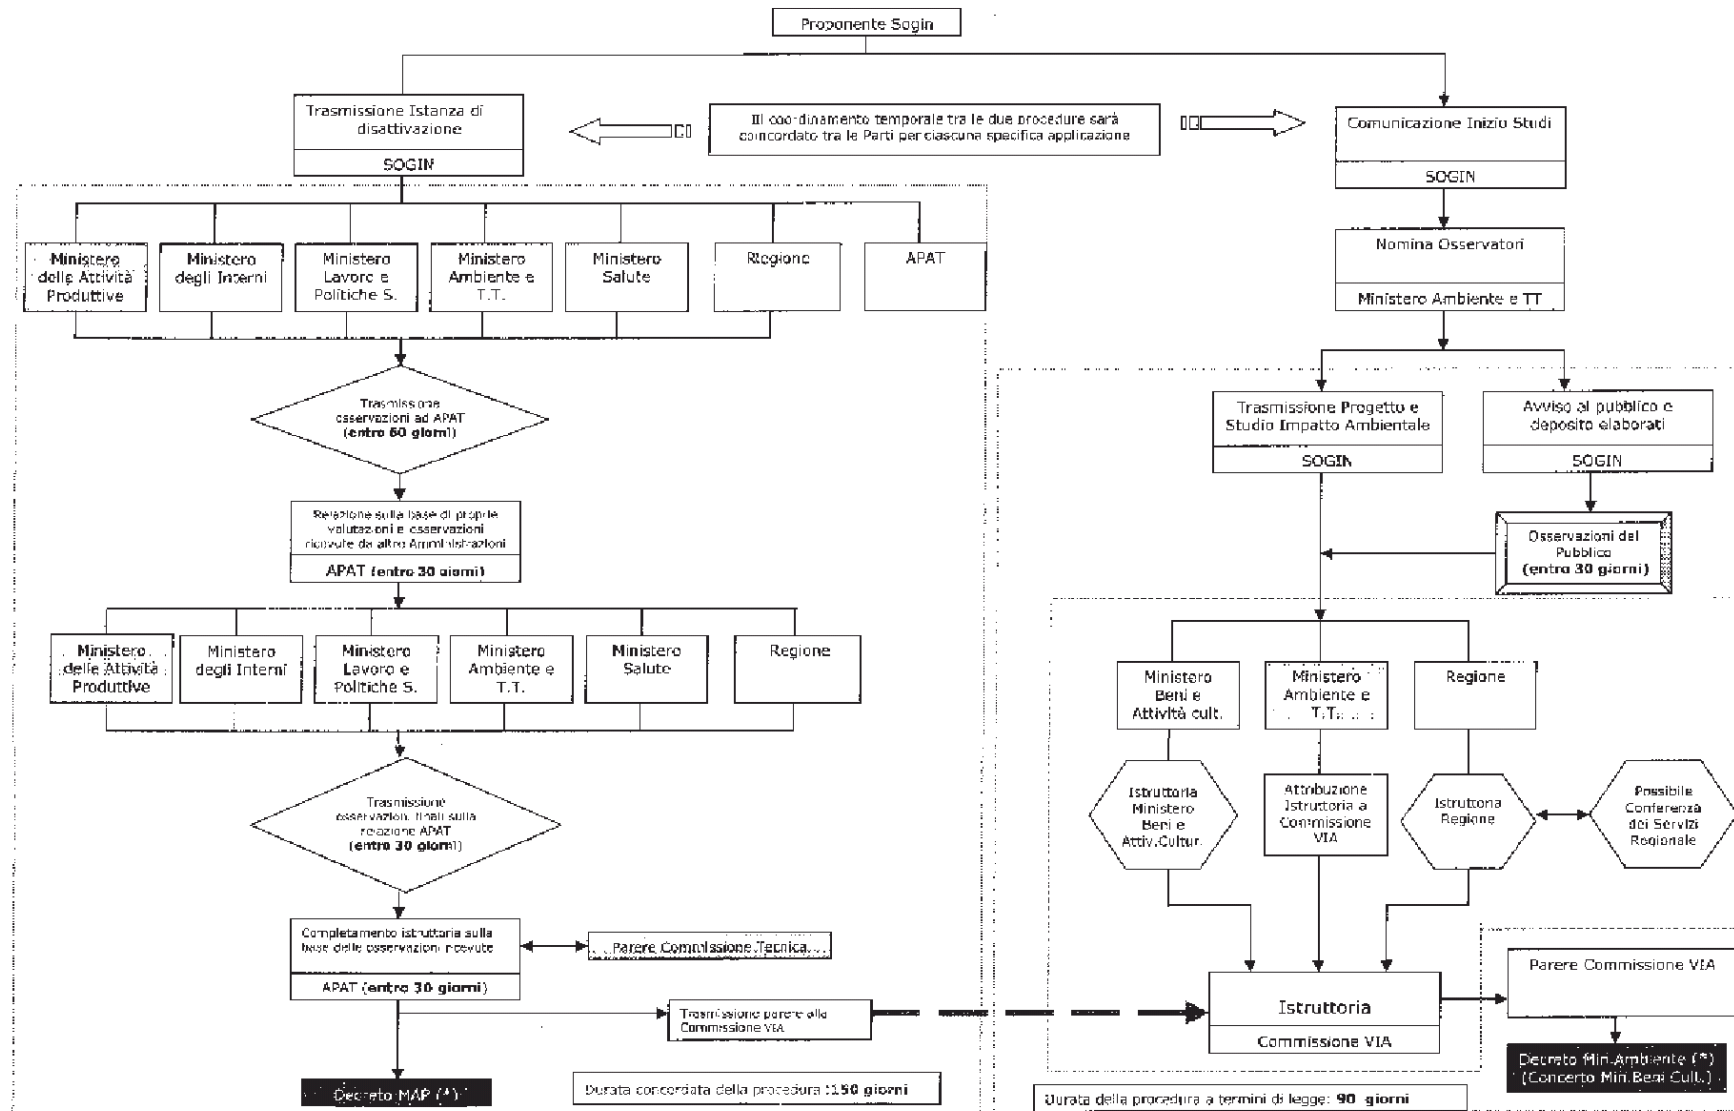 Proponente Sogin
Trasmissione Istanza di
disattivazione
SOGIN
Il coordinamento temporale tra le due procedure sarà
concordato tra le Parti per ciascuna specifica applicazione
Comunicazione Inizio Studi
SOGIN
Ministero
delle Attività
Produttive
Ministero
degli Interni
Ministero
Lavoro e
Politiche S.
Ministero
Ambiente e
T.T.
Ministero
Salute
Regione
APAT
Nomina Osservatori
Ministero Ambiente e TT
Trasmissione
osservazioni ad APAT
(entro 60 giorni)
Trasmissione Progetto e
Studio Impatto Ambientale
SOGIN
Avviso al pubblico e
deposito elaborati
SOGIN
Relazione sulla base di proprie
valutazioni e osservazioni
ricevute da altre Amministrazioni
APAT (entro 30 giorni)
Osservazioni del
Pubblico
(entro 30 giorni)
Ministero
delle Attività
Produttive
Ministero
degli Interni
Ministero
Lavoro e
Politiche S.
Ministero
Ambiente e
T.T.
Ministero
Salute
Regione
Ministero
Beni e
Attività cult.
Ministero
Ambiente e
T.T.
Regione
Trasmissione
osservazioni finali sulla
relazione APAT
(entro 30 giorni)
Istruttoria
Ministero
Beni e
Attiv.Cultur.
Attribuzione
Istruttoria a
Commissione
VIA
Istruttoria
Regione
Possibile
Conferenza
dei Servizi
Regionale
Completamento istruttoria sulla
base delle osservazioni ricevute
APAT (entro 30 giorni)
Parere Commissione Tecnica
Trasmissione parere alla
Commissione VIA
Istruttoria
Commissione VIA
Parere Commissione VIA
Decreto MAP (*)
Durata concordata della procedura :150 giorni
Decreto Min.Ambiente (*)
(Concerto Min.Beni Cult.)
Durata della procedura a termini di legge: 90 giorni